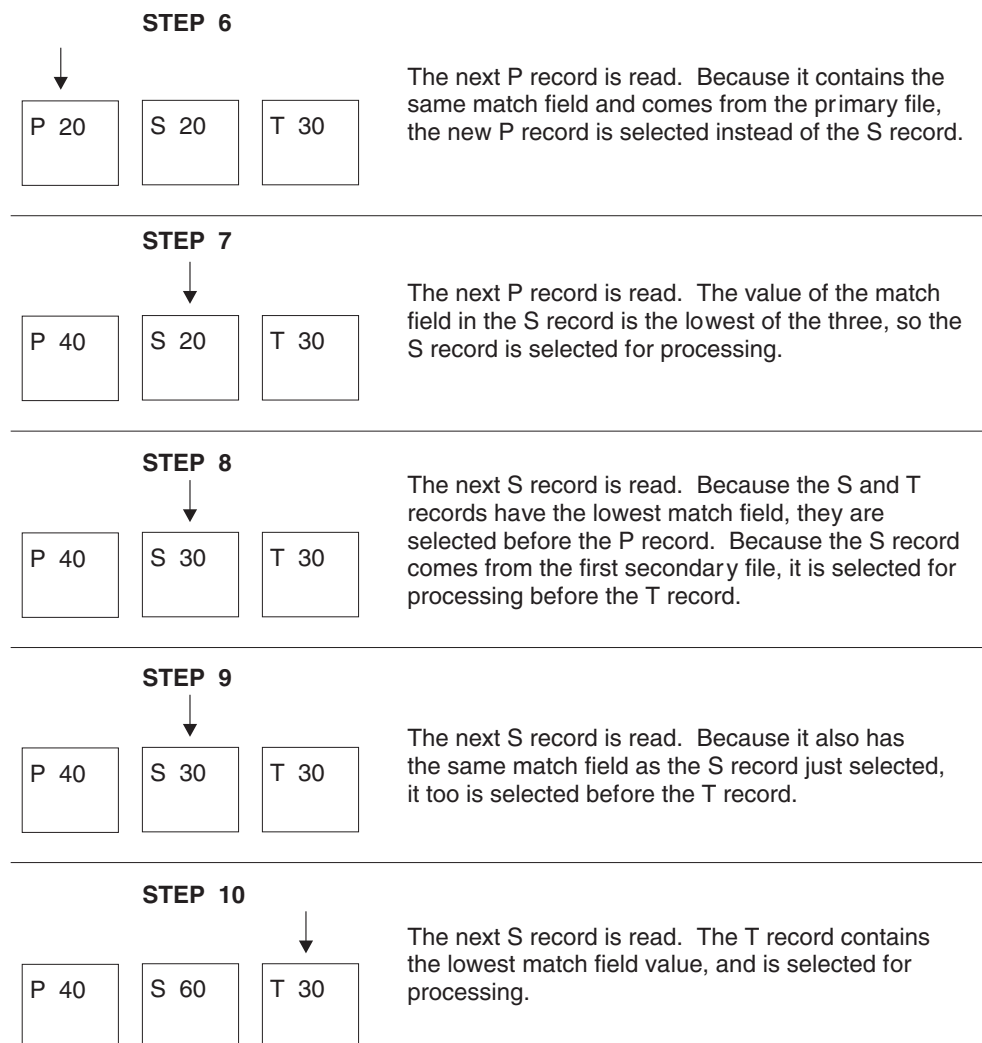 STEP 6
The next P record is read. Because it contains the
same match field and comes from the primary file,
the new P record is selected instead of the S record.
P 20 S 20 T 30
STEP 7
The next P record is read. The value of the match
field in the S record is the lowest of the three, so the
S record is selected for processing.
P 40 S 20 T 30
STEP 8
The next S record is read. Because the S and T
records have the lowest match field, they are
selected before the P record. Because the S record
comes from the first secondary file, it is selected for
processing before the T record.
P 40 S 30 T 30
STEP 9
The next S record is read. Because it also has
the same match field as the S record just selected,
it too is selected before the T record.
P 40 S 30 T 30
STEP 10
The next S record is read. The T record contains
the lowest match field value, and is selected for
processing.
P 40 S 60 T 30